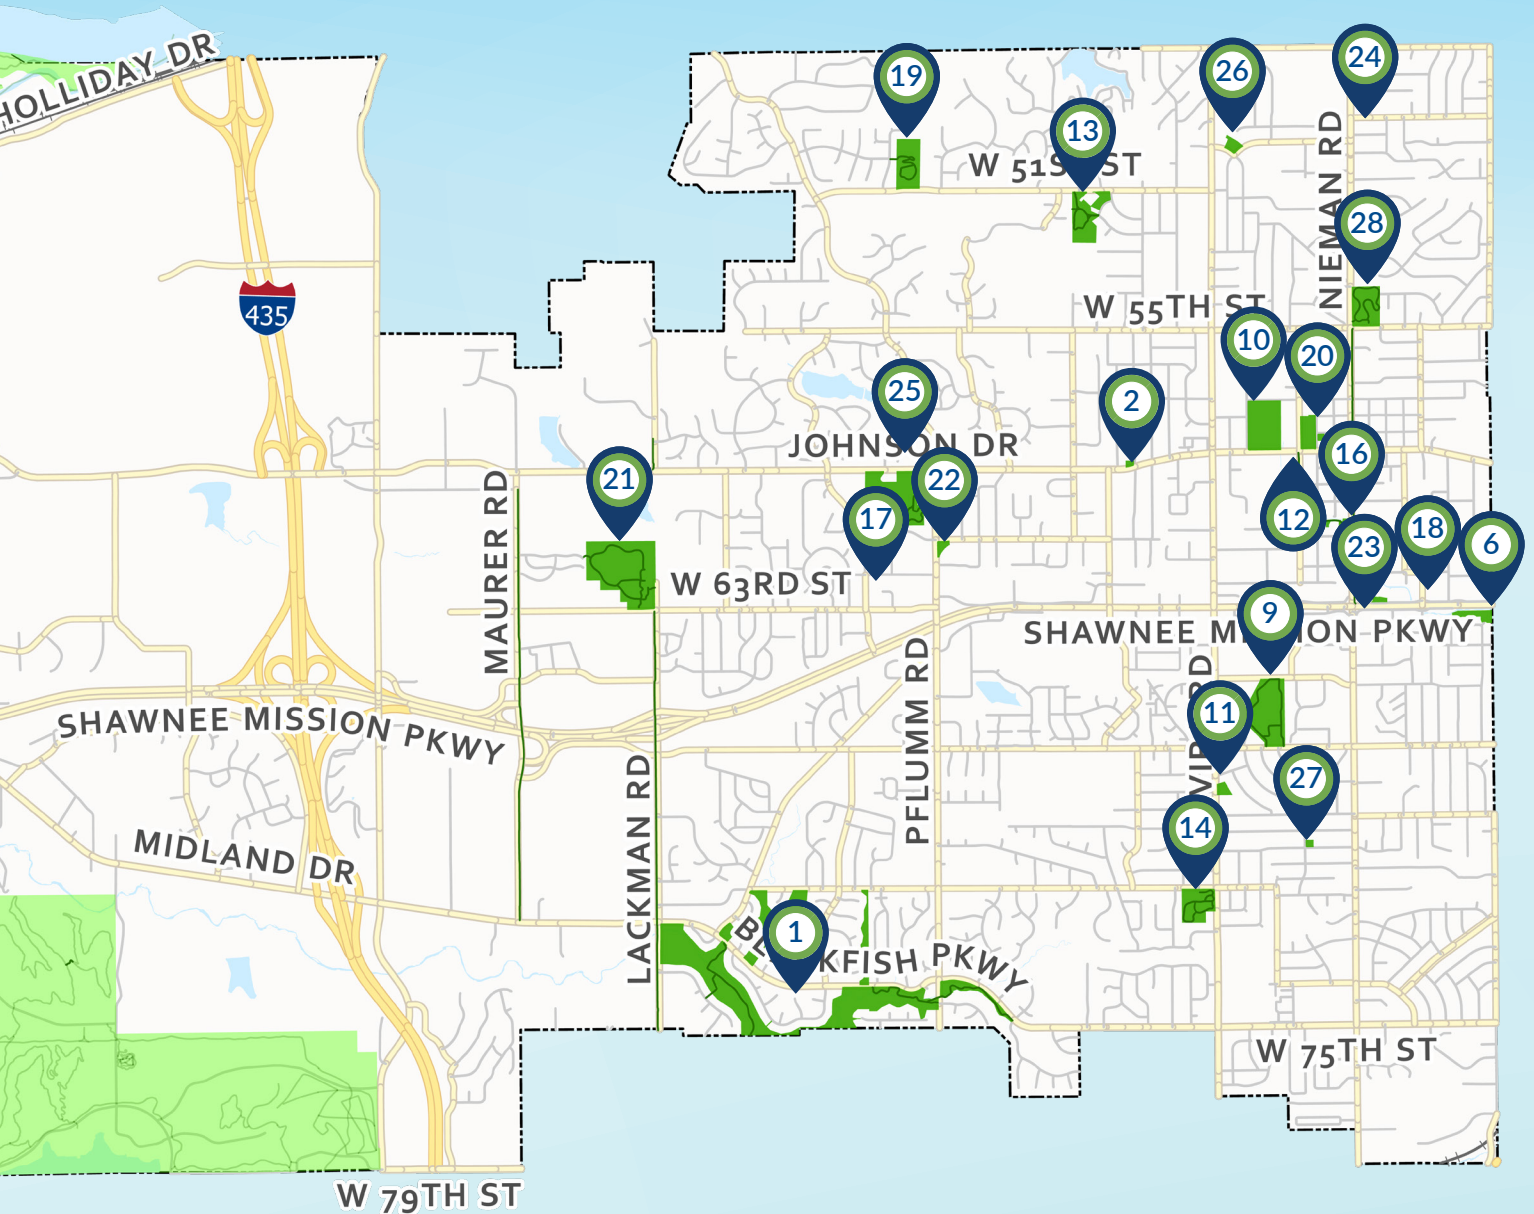 HOLLIDAY DR
24
26
19
13
W 51S ST
NIEMAN RD
28
435
W 55TH ST
10
20
25
2
JOHNSON DR
16
21
22
MAURER RD
17
12
18
23
6
W 63RD ST
9
SHAWNEE M ION PKWY
PFLUMM RD
11
SHAWNEE MISSION PKWY
27
LACKMAN RD
14
MIDLAND DR
1
BL KFISH PKWY
W 75TH ST
W 79TH ST